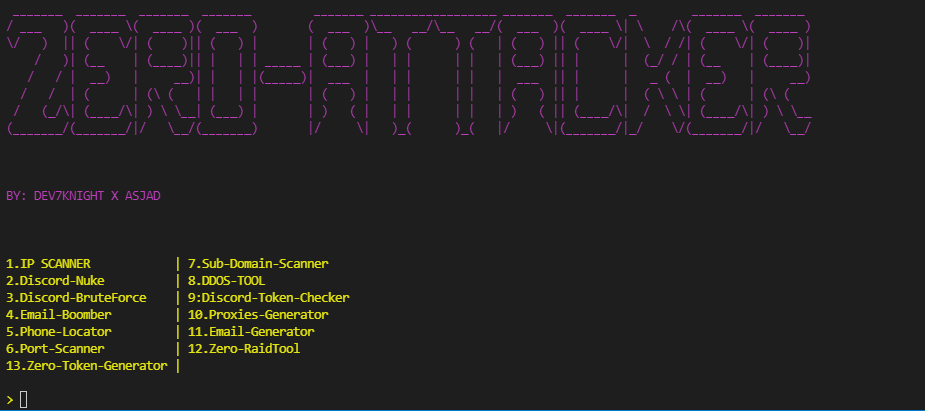 ZERO-ATTACKER
BY: DEV7KNIGHT X ASJAD
1.IP SCANNER | 7.Sub-Domain-Scanner
2.Discord-Nuke | 8.DDOS-TOOL
3.Discord-BruteForce | 9:Discord-Token-Checker
4.Email-Boomber | 10.Proxies-Generator
5.Phone-Locator | 11.Email-Generator
6.Port-Scanner | 12.Zero-RaidTool
13.Zero-Token-Generator |
>